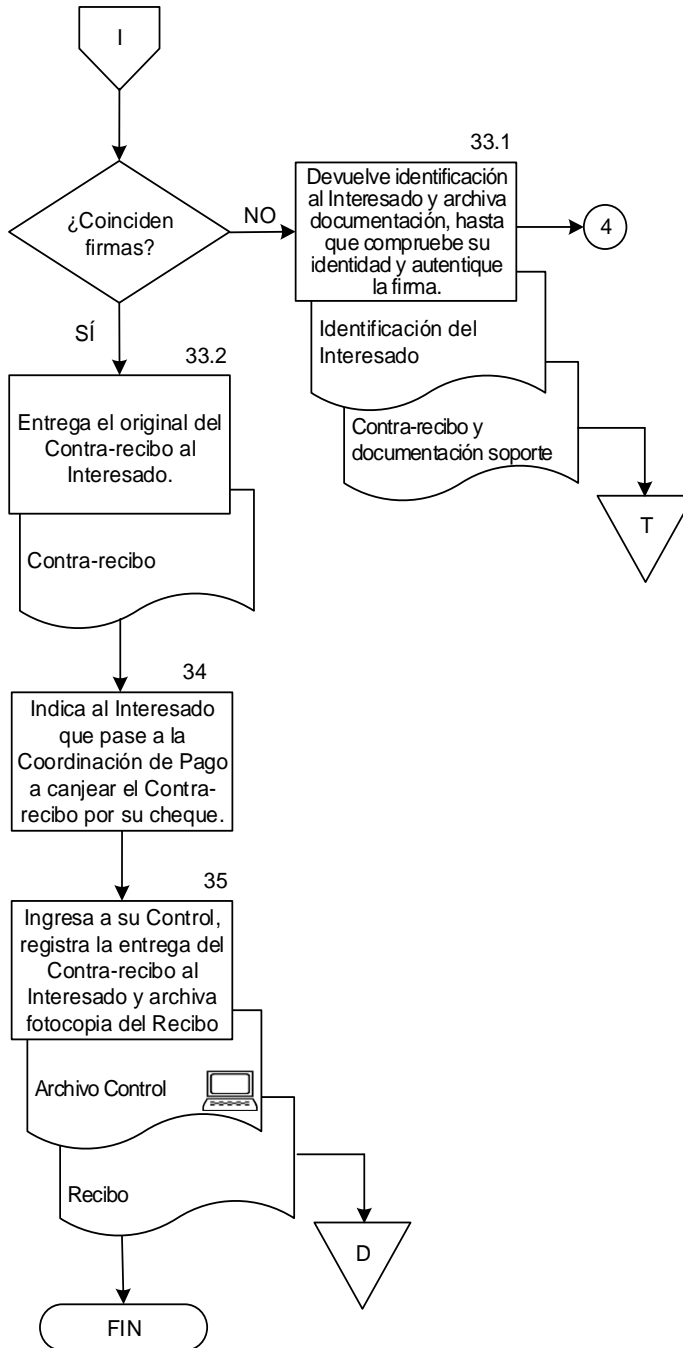 I
¿Coinciden
firmas?
NO
SÍ
33.1
Devuelve identificación
al Interesado y archiva
documentación, hasta
que compruebe su
identidad y autentique
la firma.
4
Identificación del
Interesado
Contra-recibo y
documentación soporte
T
33.2
Entrega el original del
Contra-recibo al
Interesado.
Contra-recibo
34
Indica al Interesado
que pase a la
Coordinación de Pago
a canjear el Contra-
recibo por su cheque.
35
Ingresa a su Control,
registra la entrega del
Contra-recibo al
Interesado y archiva
fotocopia del Recibo
Archivo Control
Recibo
D
FIN